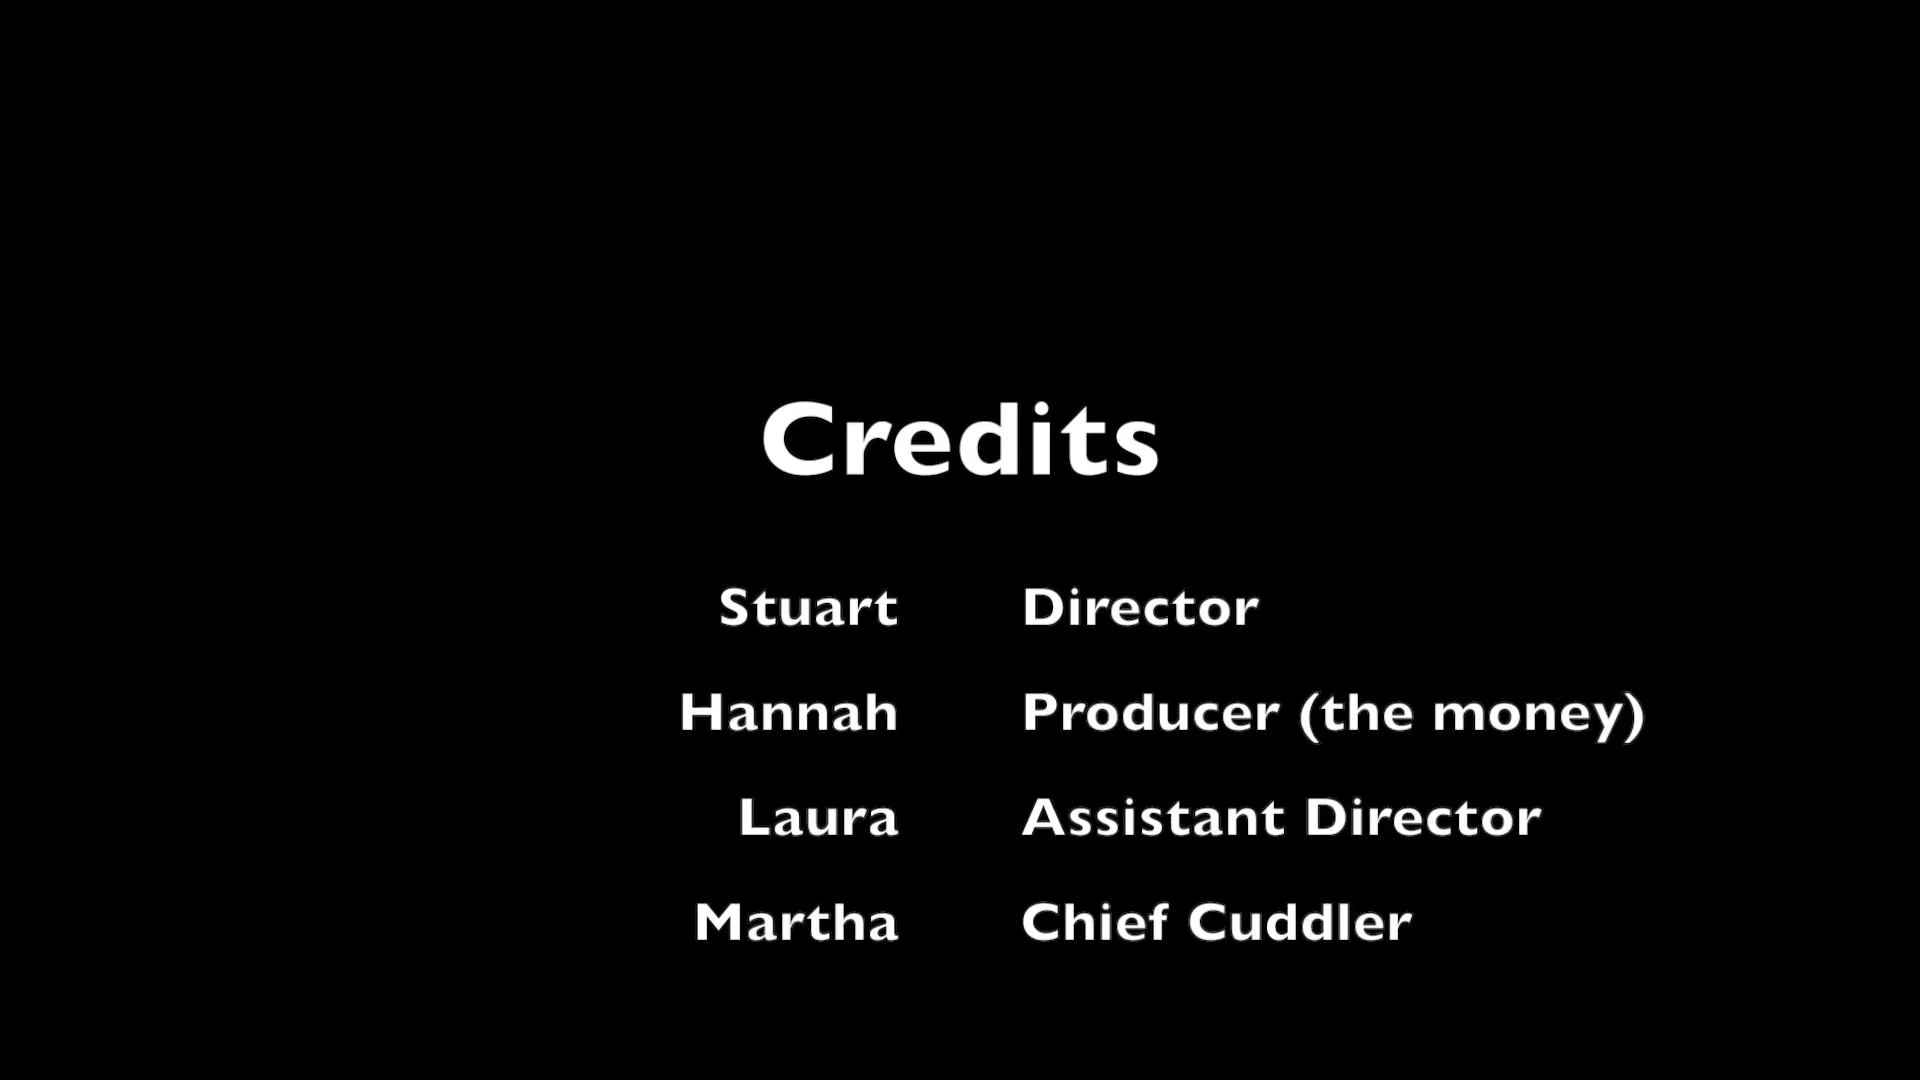 Credits
Stuart Director
Hannah Producer (the money)
Laura Assistant Director
Martha Chief Cuddler